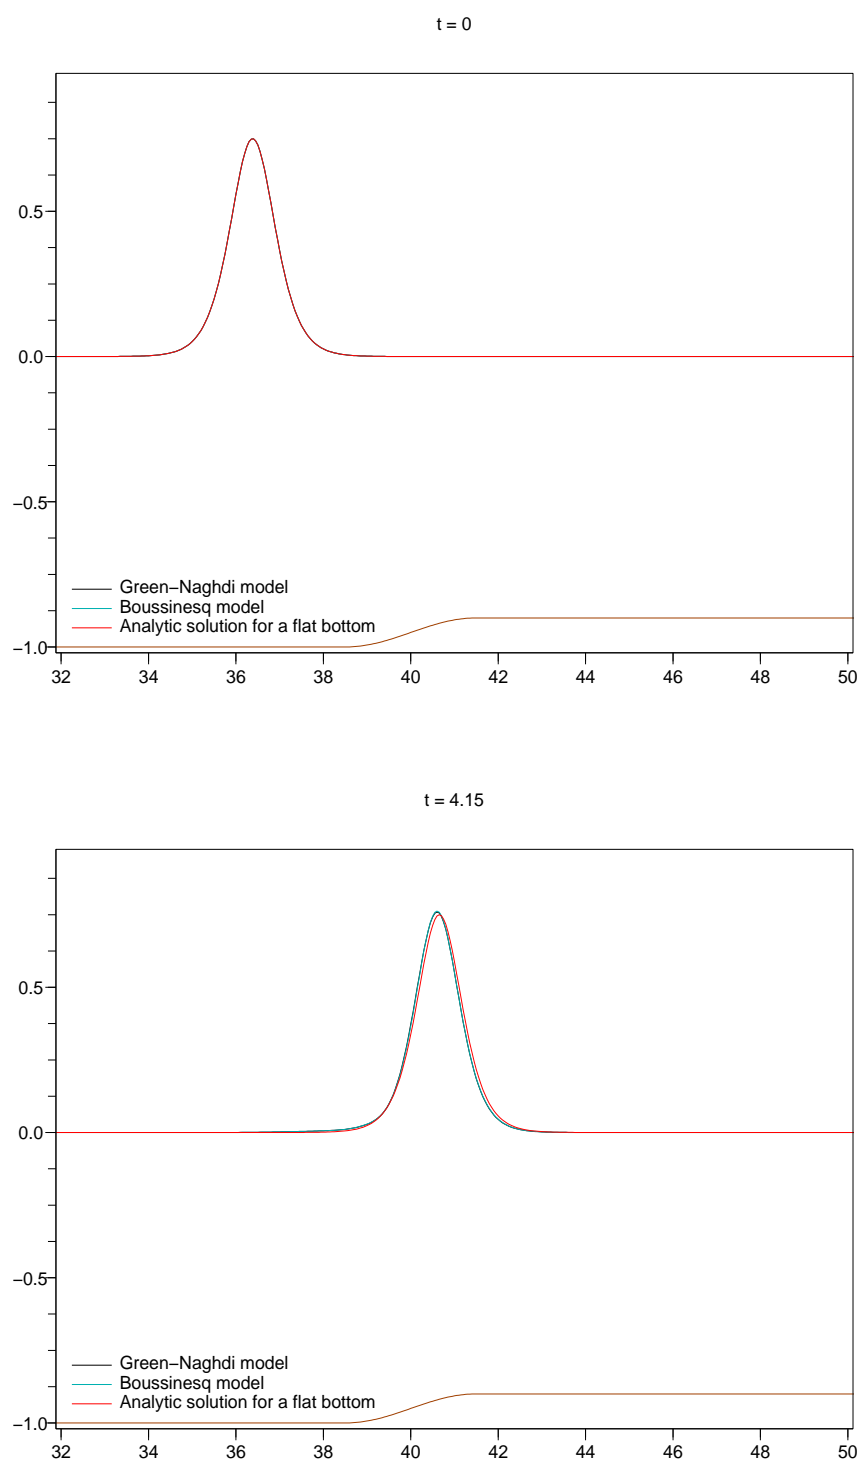 t = 0
0.5
0.0
−0.5
−1.0
Green−Naghdi model
Boussinesq model
Analytic solution for a flat bottom
32 34 36 38 40 42 44 46 48 50
t = 4.15
0.5
0.0
−0.5
−1.0
Green−Naghdi model
Boussinesq model
Analytic solution for a flat bottom
32 34 36 38 40 42 44 46 48 50